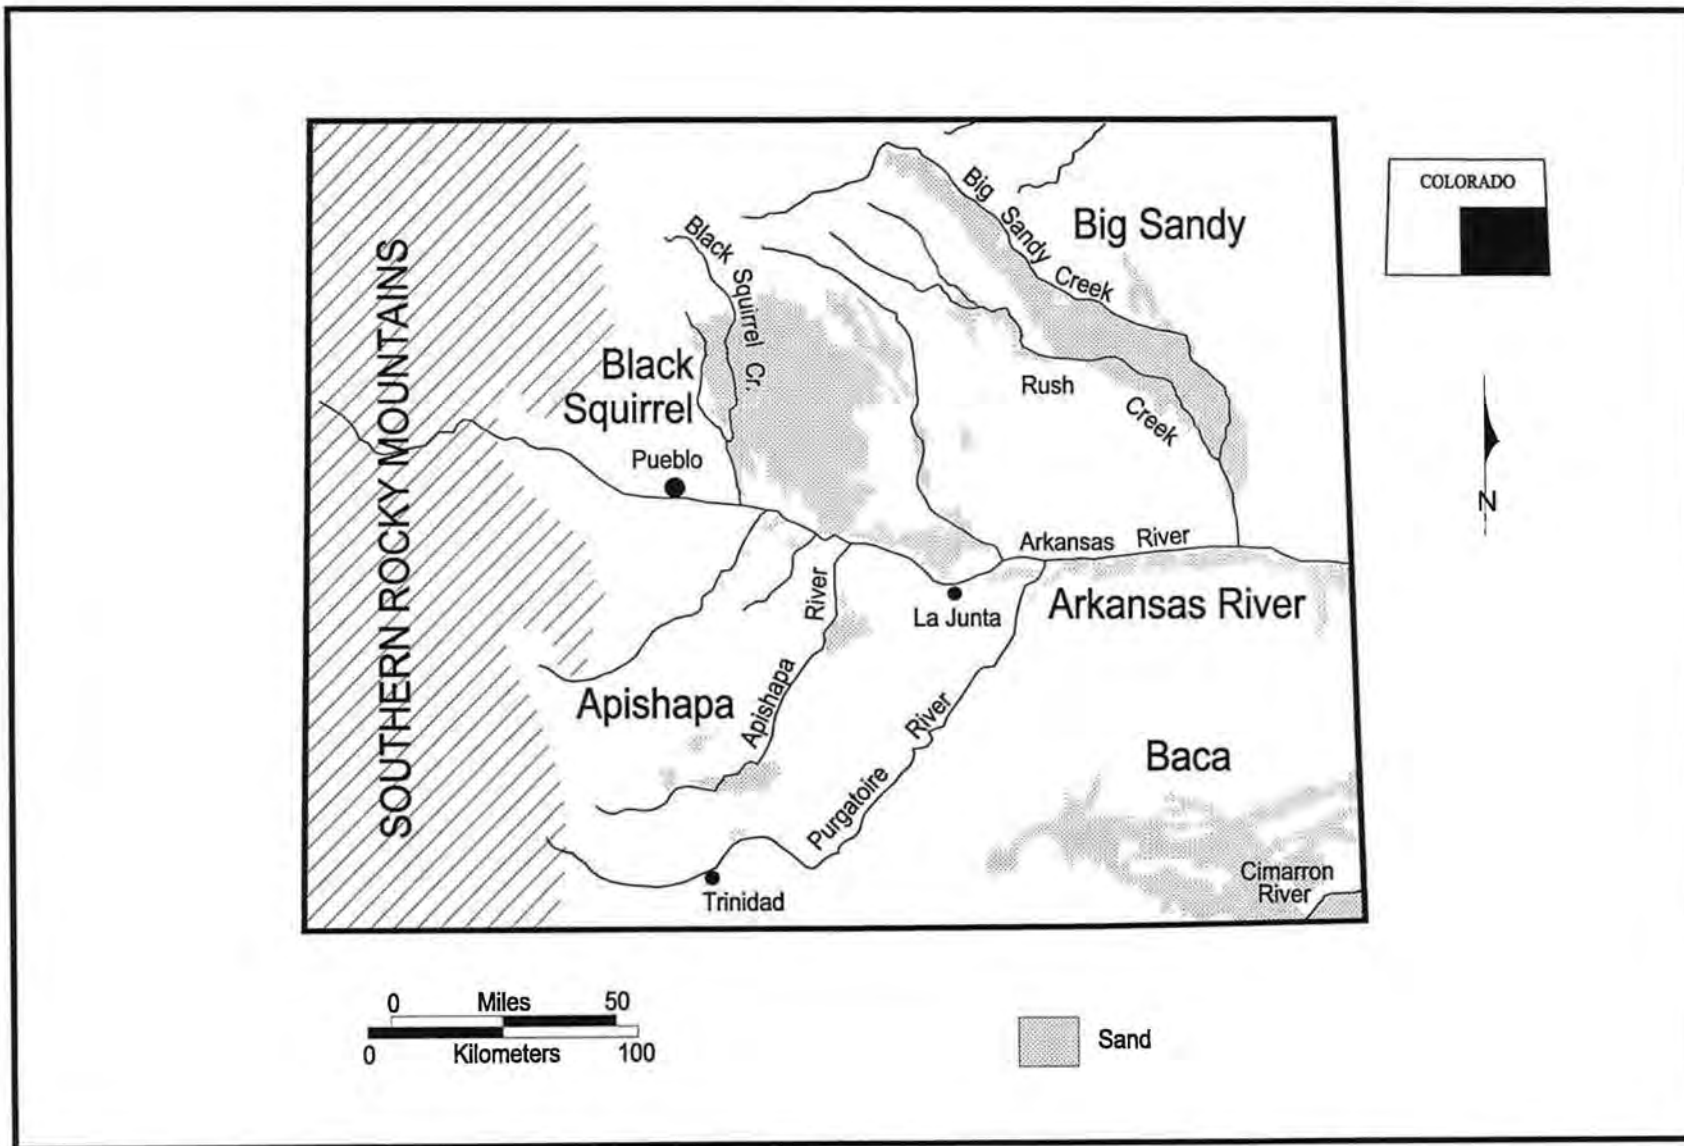 COLORADO
Big Sandy Creek
Big Sandy
Black Squirrel Cr.
SOUTHERN ROCKY MOUNTAINS
Black
Squirrel
Rush Creek
Pueblo
N
Arkansas River
La Junta
Arkansas River
Apishapa River
Apishapa
Purgatoire River
Baca
Cimarron
River
Trinidad
0 Miles 50
0 Kilometers 100
Sand